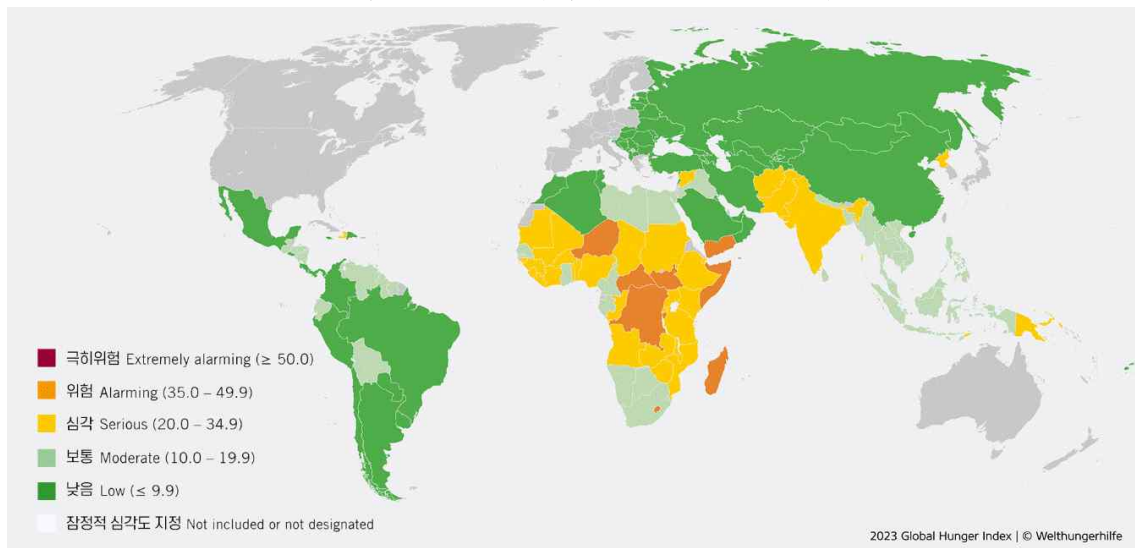 극히위험 Extremely alarming (≥ 50.0)
위험 Alarming (35.0 – 49.9)
심각 Serious (20.0 – 34.9)
보통 Moderate (10.0 – 19.9)
낮음 Low (≤ 9.9)
잠정적 심각도 지정 Not included or not designated
2023 Global Hunger Index | © Welthungerhilfe